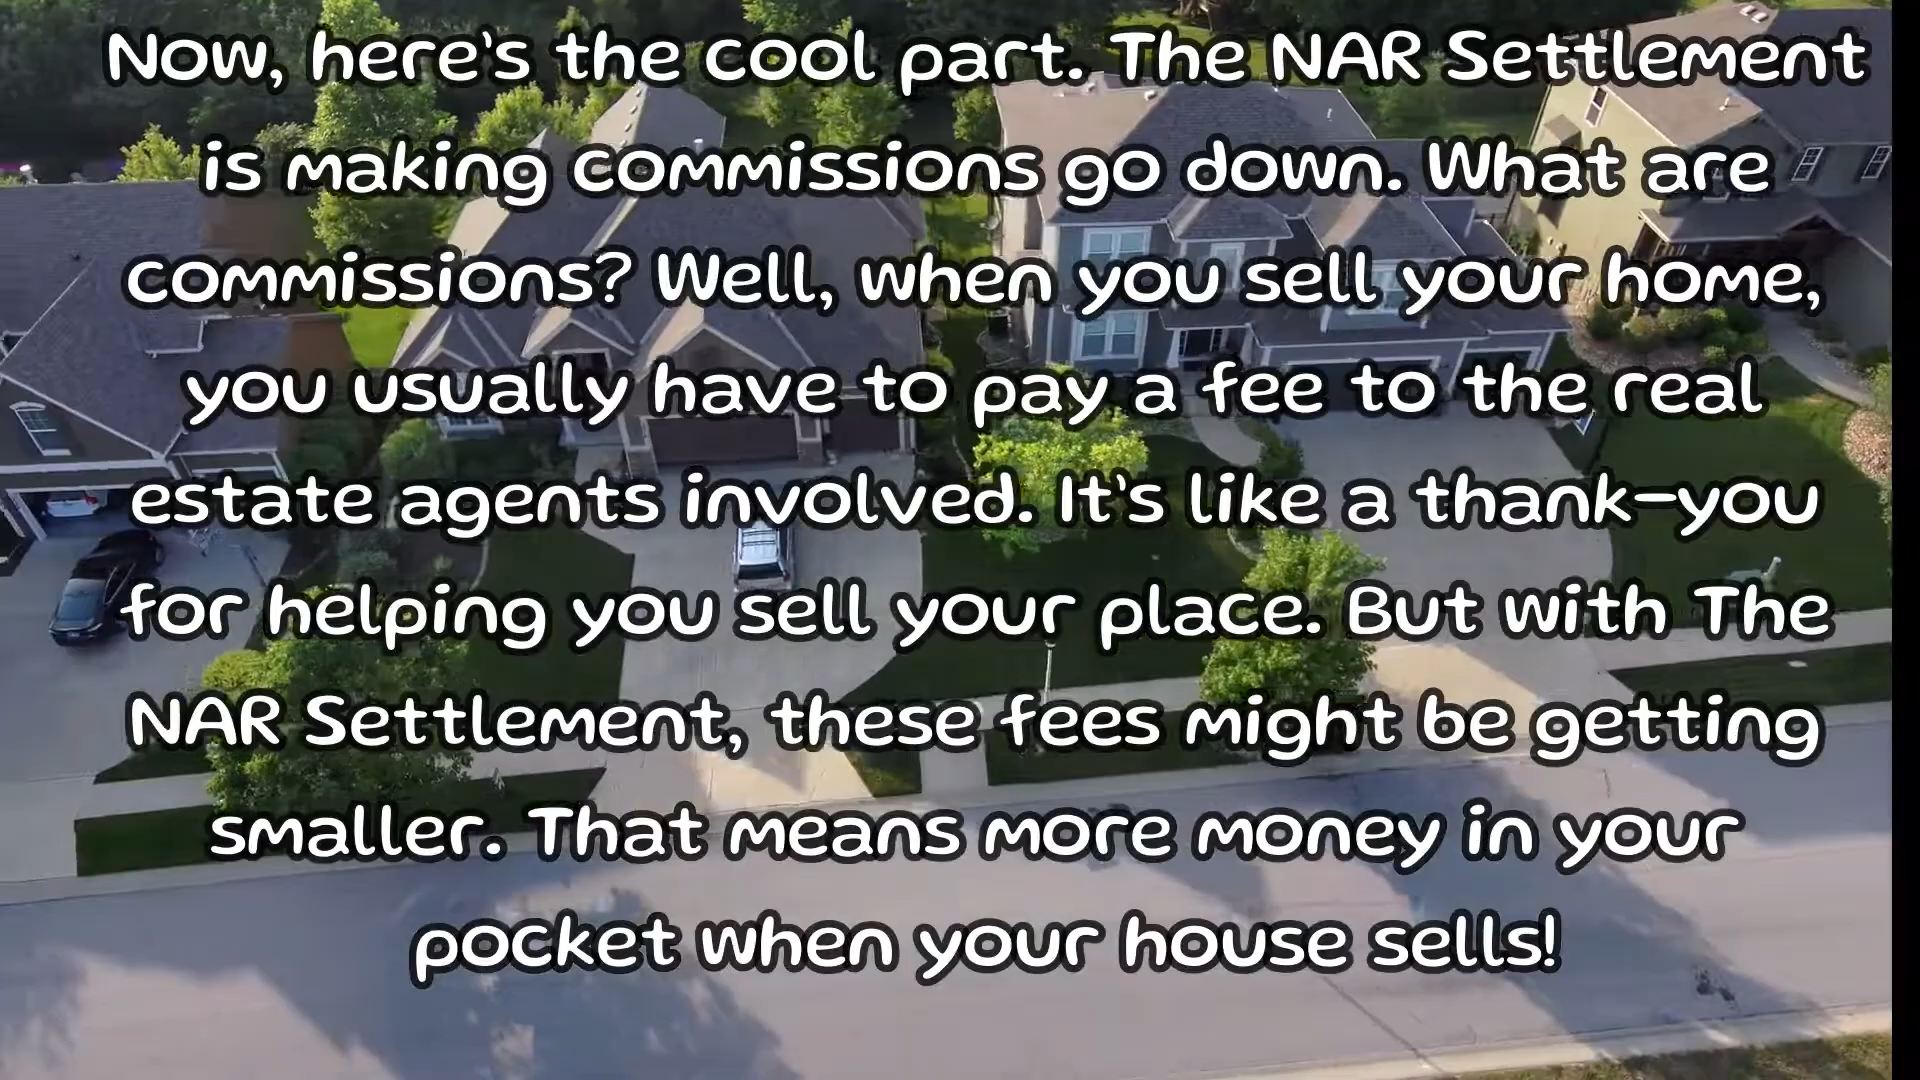 Now, here's the cool part. The NAR Settlement
is making commissions go down. What are
commissions? Well, when you sell your home,
you usually have to pay a fee to the real
estate agents involved. It's like a thank-you
for helping you sell your place. But with The
NAR Settlement, these fees might be getting
smaller. That means more money in your
pocket when your house sells!